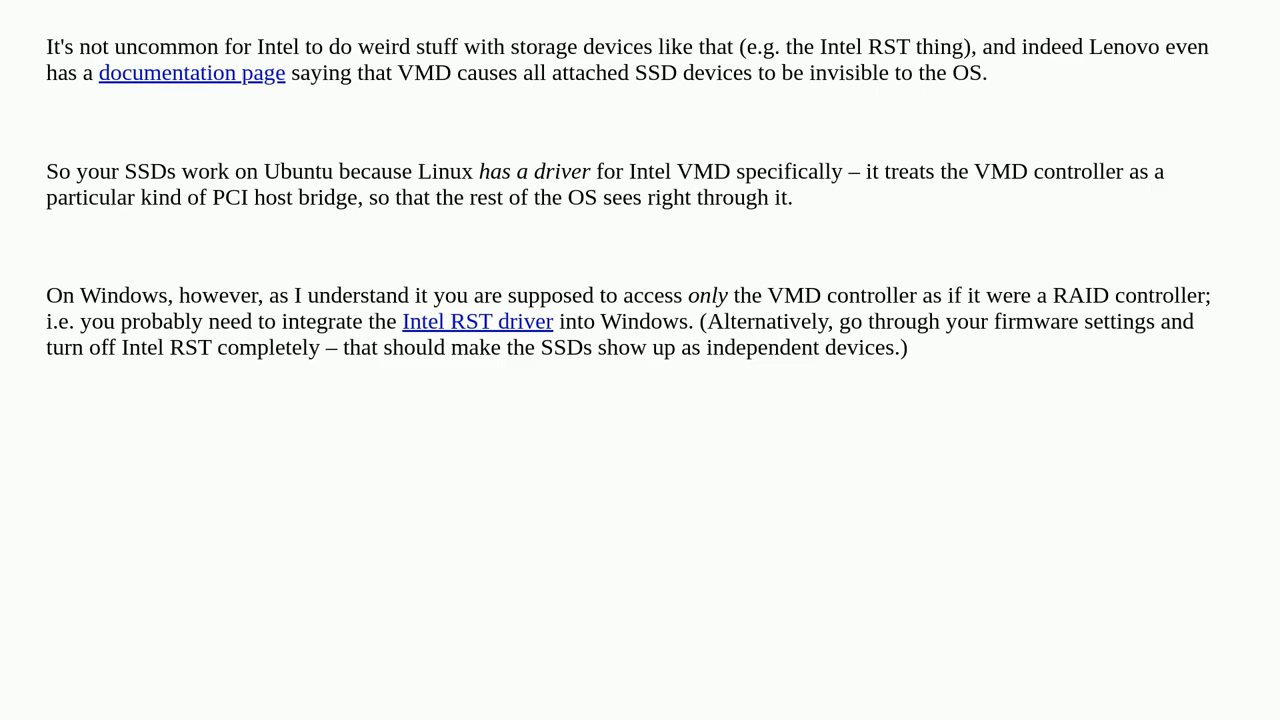 It's not uncommon for Intel to do weird stuff with storage devices like that (e.g. the Intel RST thing), and indeed Lenovo even
has a documentation page saying that VMD causes all attached SSD devices to be invisible to the OS.
So your SSDs work on Ubuntu because Linux has a driver for Intel VMD specifically – it treats the VMD controller as a
particular kind of PCI host bridge, so that the rest of the OS sees right through it.
On Windows, however, as I understand it you are supposed to access only the VMD controller as if it were a RAID controller;
i.e. you probably need to integrate the Intel RST driver into Windows. (Alternatively, go through your firmware settings and
turn off Intel RST completely – that should make the SSDs show up as independent devices.)